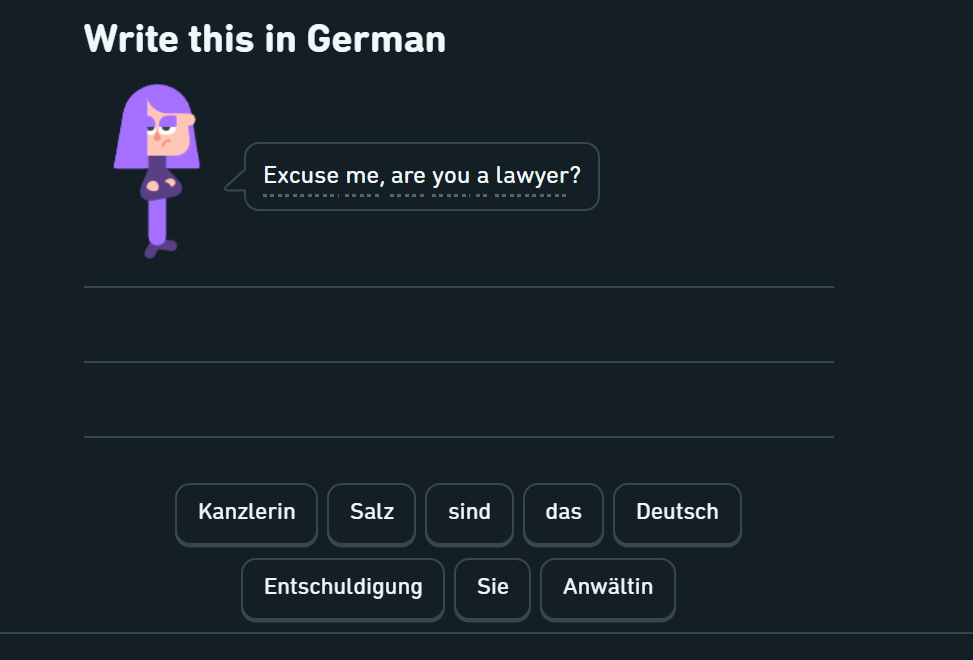 Write this in German
Excuse me, are you a lawyer?
Kanzlerin Salz sind das Deutsch
Entschuldigung Sie Anwältin